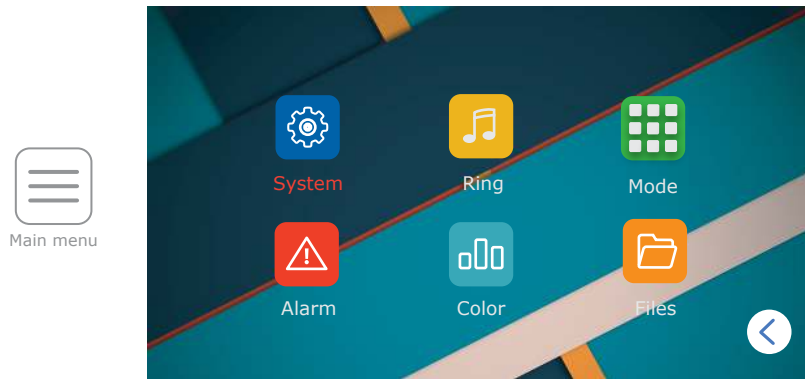 Main menu
System
Ring
Mode
Alarm
Color
Files